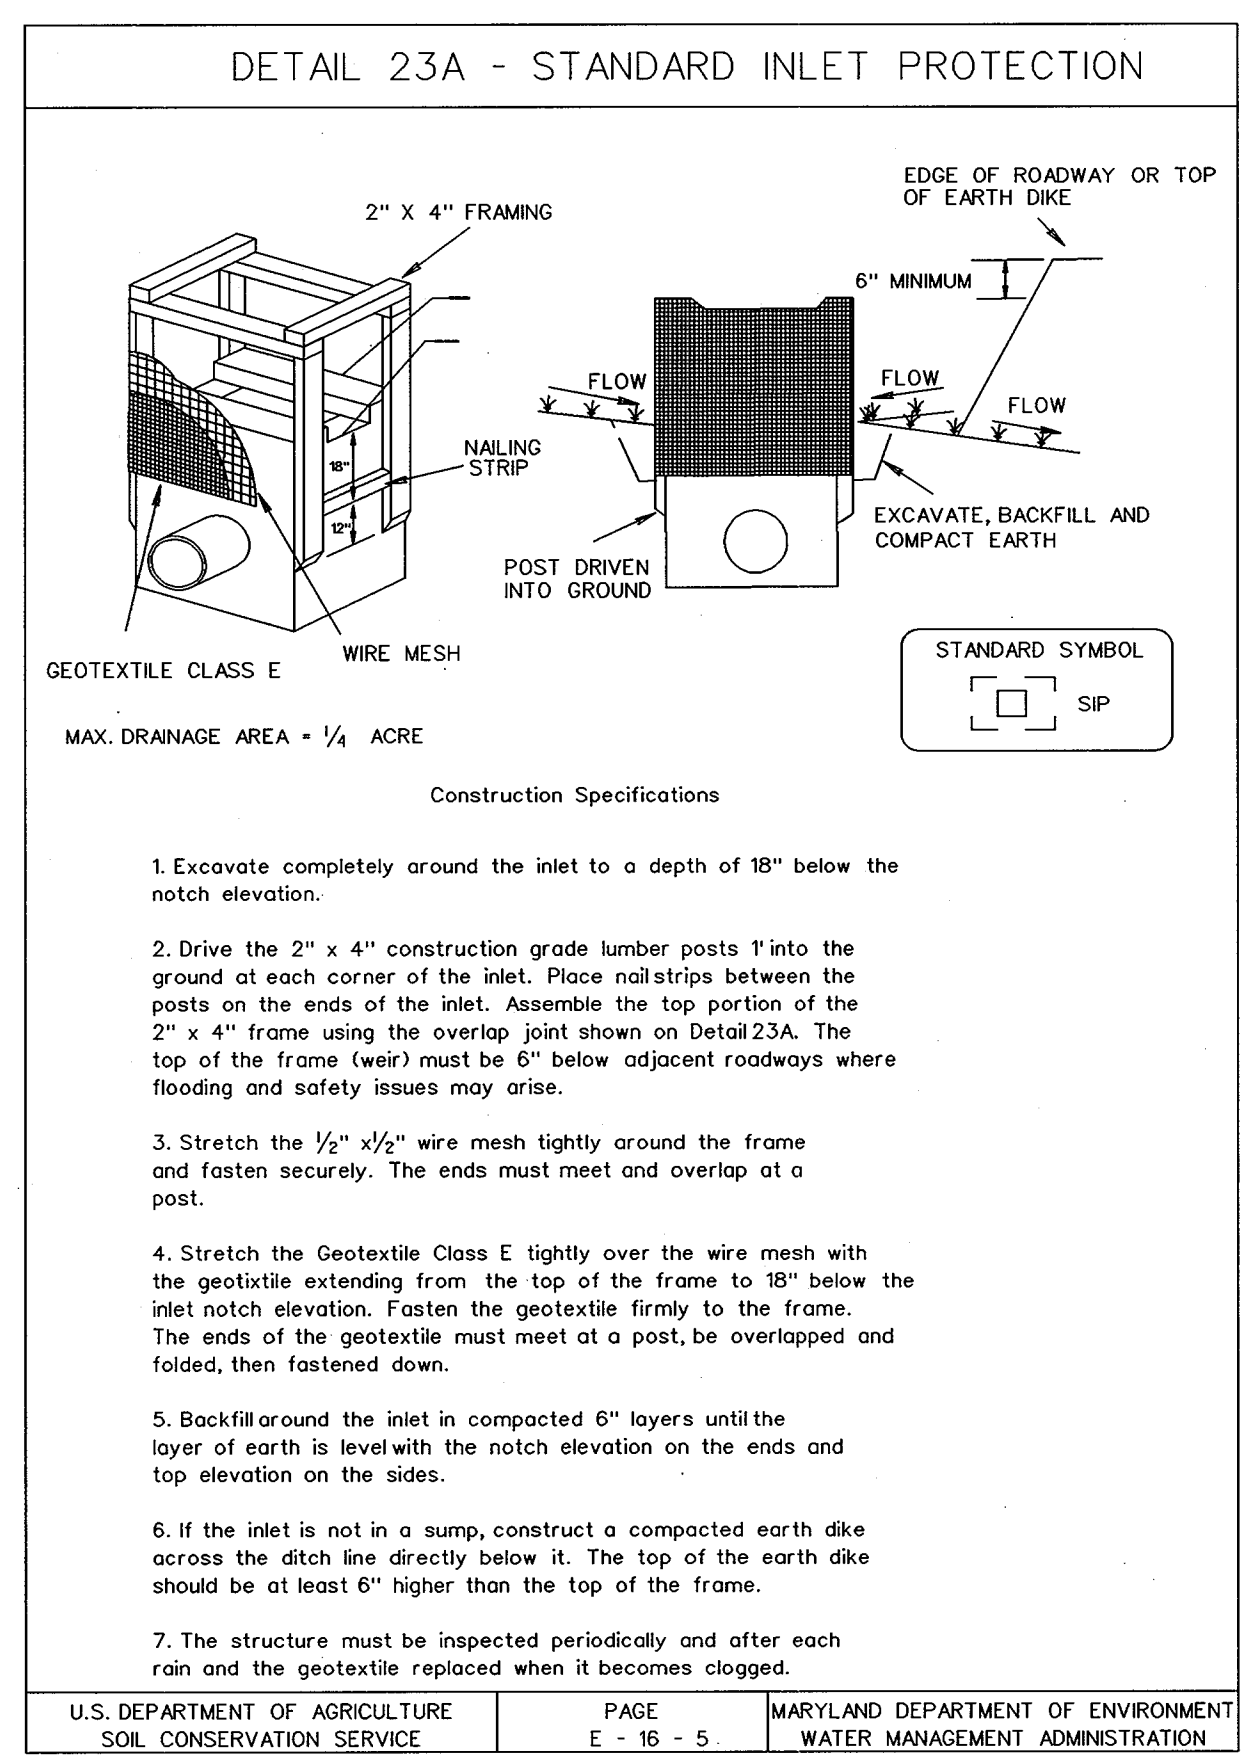 DETAIL 23A - STANDARD INLET PROTECTION
EDGE OF ROADWAY OR TOP
OF EARTH DIKE
2" X 4" FRAMING
6" MINIMUM
FLOW
FLOW
FLOW
NAILING
STRIP
18"
12"
EXCAVATE, BACKFILL AND
COMPACT EARTH
POST DRIVEN
INTO GROUND
WIRE MESH
GEOTEXTILE CLASS E
STANDARD SYMBOL
SIP
MAX. DRAINAGE AREA = 1/4 ACRE
Construction Specifications
1. Excavate completely around the inlet to a depth of 18" below the
notch elevation.
2. Drive the 2" x 4" construction grade lumber posts 1' into the
ground at each corner of the inlet. Place nail strips between the
posts on the ends of the inlet. Assemble the top portion of the
2" x 4" frame using the overlap joint shown on Detail 23A. The
top of the frame (weir) must be 6" below adjacent roadways where
flooding and safety issues may arise.
3. Stretch the 1/2" x 1/2" wire mesh tightly around the frame
and fasten securely. The ends must meet and overlap at a
post.
4. Stretch the Geotextile Class E tightly over the wire mesh with
the geotixtile extending from the top of the frame to 18" below the
inlet notch elevation. Fasten the geotextile firmly to the frame.
The ends of the geotextile must meet at a post, be overlapped and
folded, then fastened down.
5. Backfill around the inlet in compacted 6" layers until the
layer of earth is level with the notch elevation on the ends and
top elevation on the sides.
6. If the inlet is not in a sump, construct a compacted earth dike
across the ditch line directly below it. The top of the earth dike
should be at least 6" higher than the top of the frame.
7. The structure must be inspected periodically and after each
rain and the geotextile replaced when it becomes clogged.
U.S. DEPARTMENT OF AGRICULTURE
SOIL CONSERVATION SERVICE
PAGE
E - 16 - 5
MARYLAND DEPARTMENT OF ENVIRONMENT
WATER MANAGEMENT ADMINISTRATION